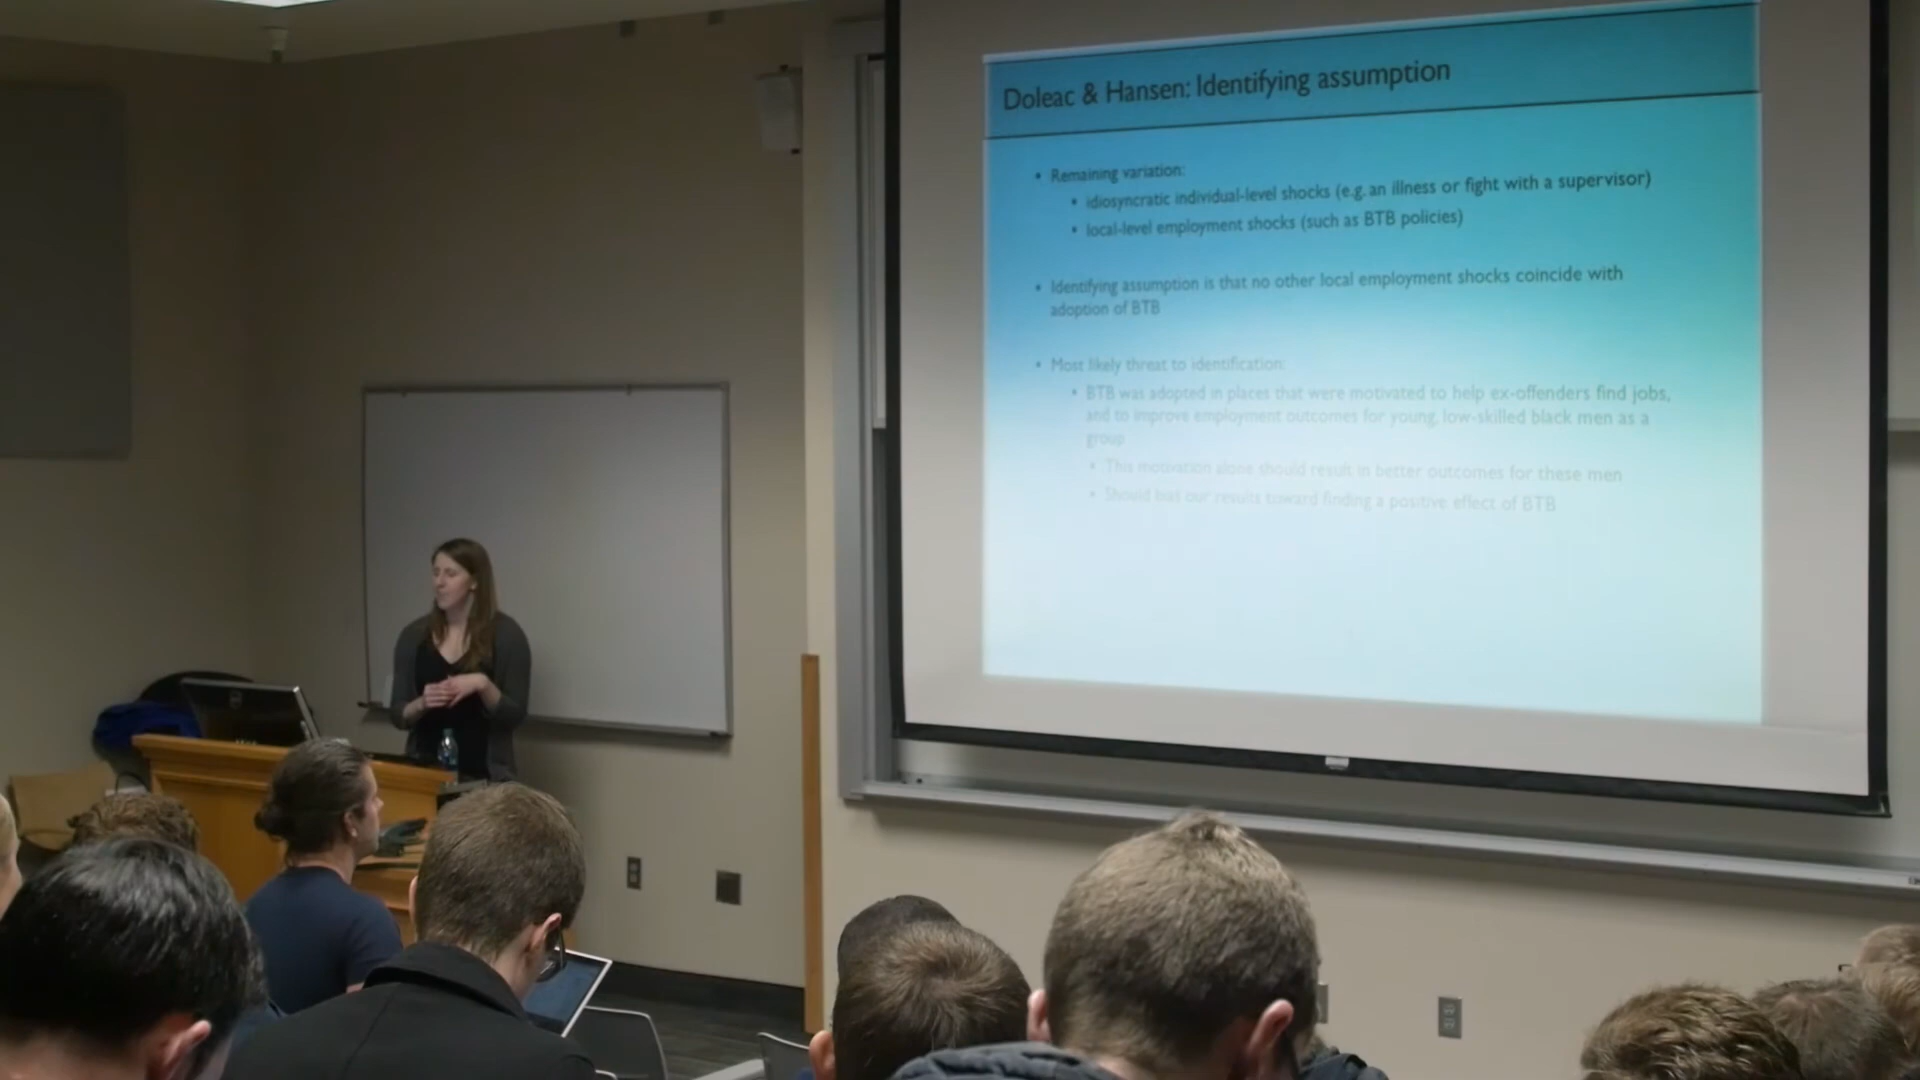 Doleac & Hansen: Identifying assumption
• Remaining variation:
• idiosyncratic individual-level shocks (e.g. an illness or fight with a supervisor)
• local-level employment shocks (such as BTB policies)
• Identifying assumption is that no other local employment shocks coincide with
adoption of BTB
• Most likely threat to identification:
• BTB was adopted in places that were motivated to help ex-offenders find jobs,
and to improve employment outcomes for young, low-skilled black men as a
group
• This motivation alone should result in better outcomes for these men
• Should bias our results toward finding a positive effect of BTB